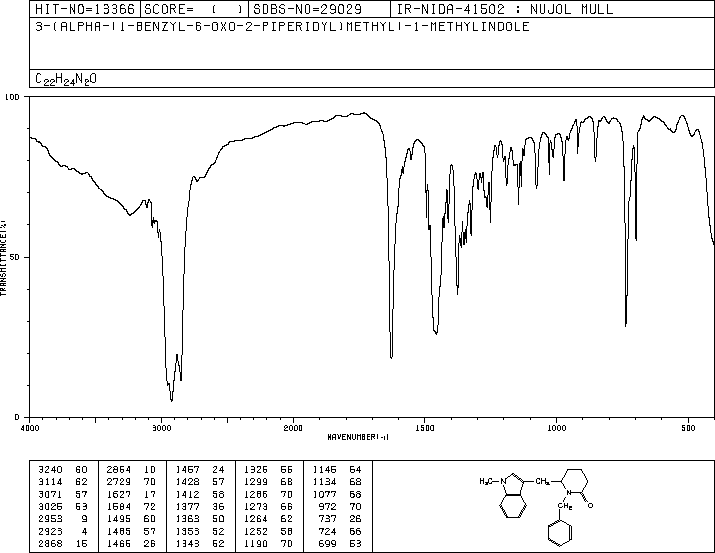 HIT-NO=13366 SCORE= ( ) SDBS-NO=29029 IR-NIDA-41502 : NUJOL MULL
3-(ALPHA-(1-BENZYL-6-OXO-2-PIPERIDYL)METHYL)-1-METHYLINDOLE
C22H24N2O
100
50
0
TRANSMITTANCE(%)
4000 3000 2000 1500 1000 500
WAVENUMBER(-1)
3240 60 2854 10 1457 24 1326 55 1145 64
3114 62 2729 70 1428 57 1299 68 1134 68
3071 57 1627 17 1412 58 1286 70 1077 68
3025 53 1584 72 1377 36 1273 66 972 70
2953 9 1495 60 1363 50 1264 62 737 26
2923 4 1485 57 1353 52 1252 58 724 66
2868 15 1466 26 1343 52 1190 70 699 53
H3C N CH2 N O
CH2